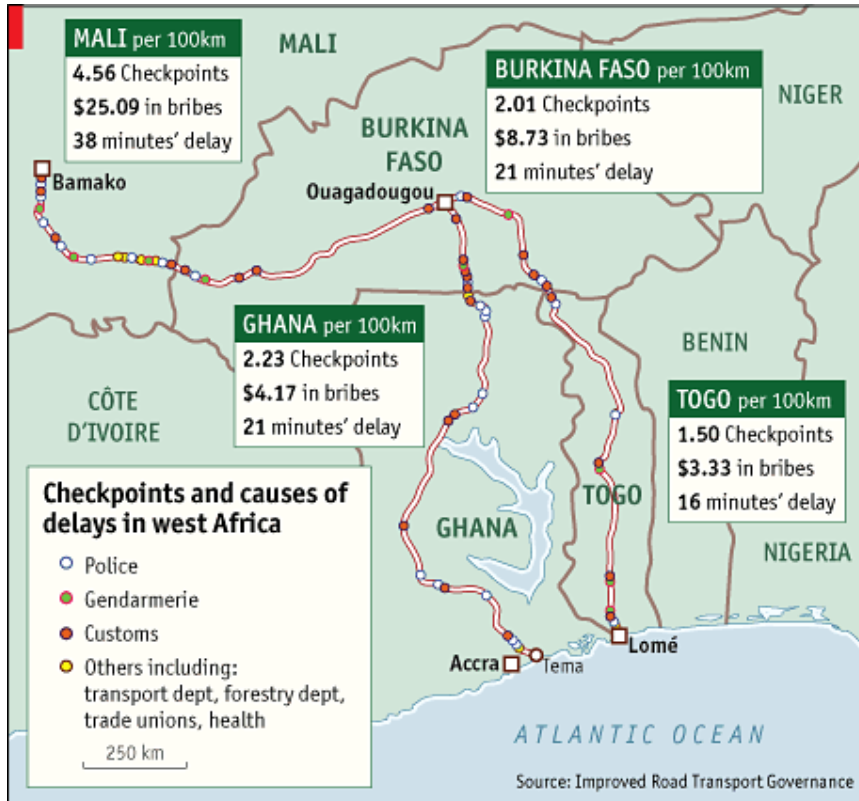 MALI per 100km
4.56 Checkpoints
$25.09 in bribes
38 minutes’ delay
MALI
BURKINA FASO per 100km
2.01 Checkpoints
$8.73 in bribes
21 minutes’ delay
NIGER
BURKINA
FASO
Bamako
Ouagadougou
GHANA per 100km
2.23 Checkpoints
$4.17 in bribes
21 minutes’ delay
BENIN
CÔTE
D’IVOIRE
TOGO per 100km
1.50 Checkpoints
$3.33 in bribes
16 minutes’ delay
TOGO
GHANA
NIGERIA
Checkpoints and causes of
delays in west Africa
Police
Gendarmerie
Customs
Others including:
transport dept, forestry dept,
trade unions, health
250 km
Accra
Tema
Lomé
ATLANTIC OCEAN
Source: Improved Road Transport Governance